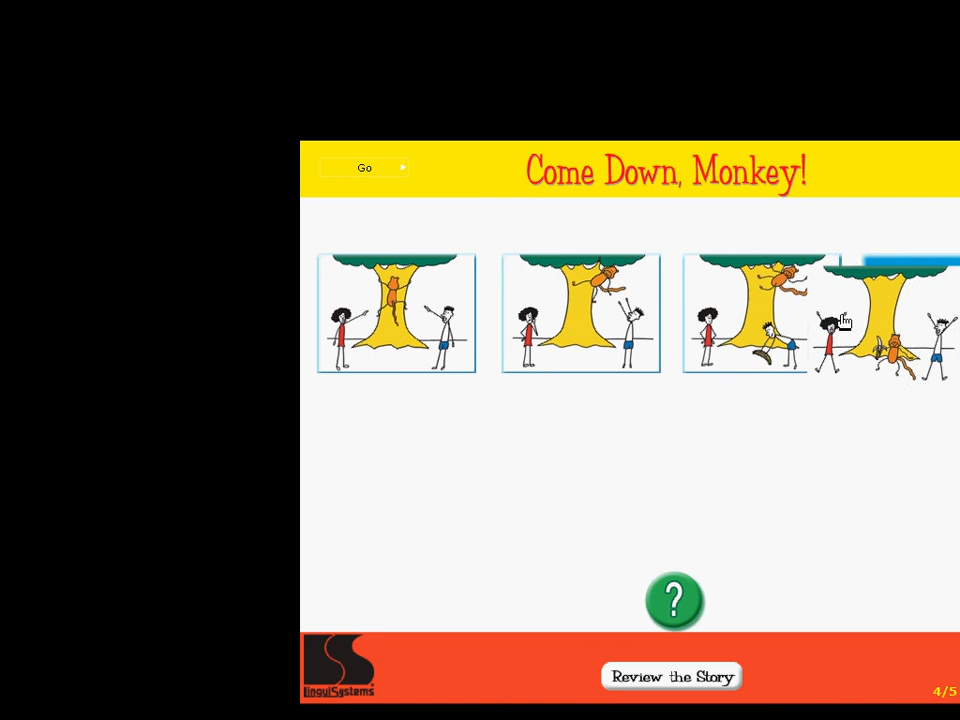 Go
Come Down, Monkey!
?
LinguiSystems
Review the Story
4/5